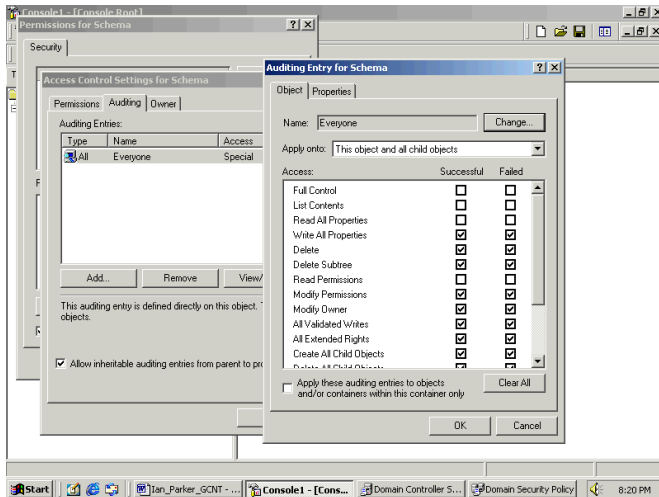 Console1 - [Console Root]
Permissions for Schema
Security
Access Control Settings for Schema
Permissions Auditing Owner
Auditing Entries:
Type Name Access
All Everyone Special
Add... Remove View/
This auditing entry is defined directly on this object.
objects.
Allow inheritable auditing entries from parent to
Auditing Entry for Schema
Object Properties
Name: Everyone Change...
Apply onto: This object and all child objects
Access: Successful Failed
Full Control
List Contents
Read All Properties
Write All Properties
Delete
Delete Subtree
Read Permissions
Modify Permissions
Modify Owner
All Validated Writes
All Extended Rights
Create All Child Objects
Delete All Child Objects
Apply these auditing entries to objects
and/or containers within this container only
Clear All
OK Cancel
Start Ian_Parker_GCNT - ... Console1 - [Cons... Domain Controller S... Domain Security Policy 8:20 PM